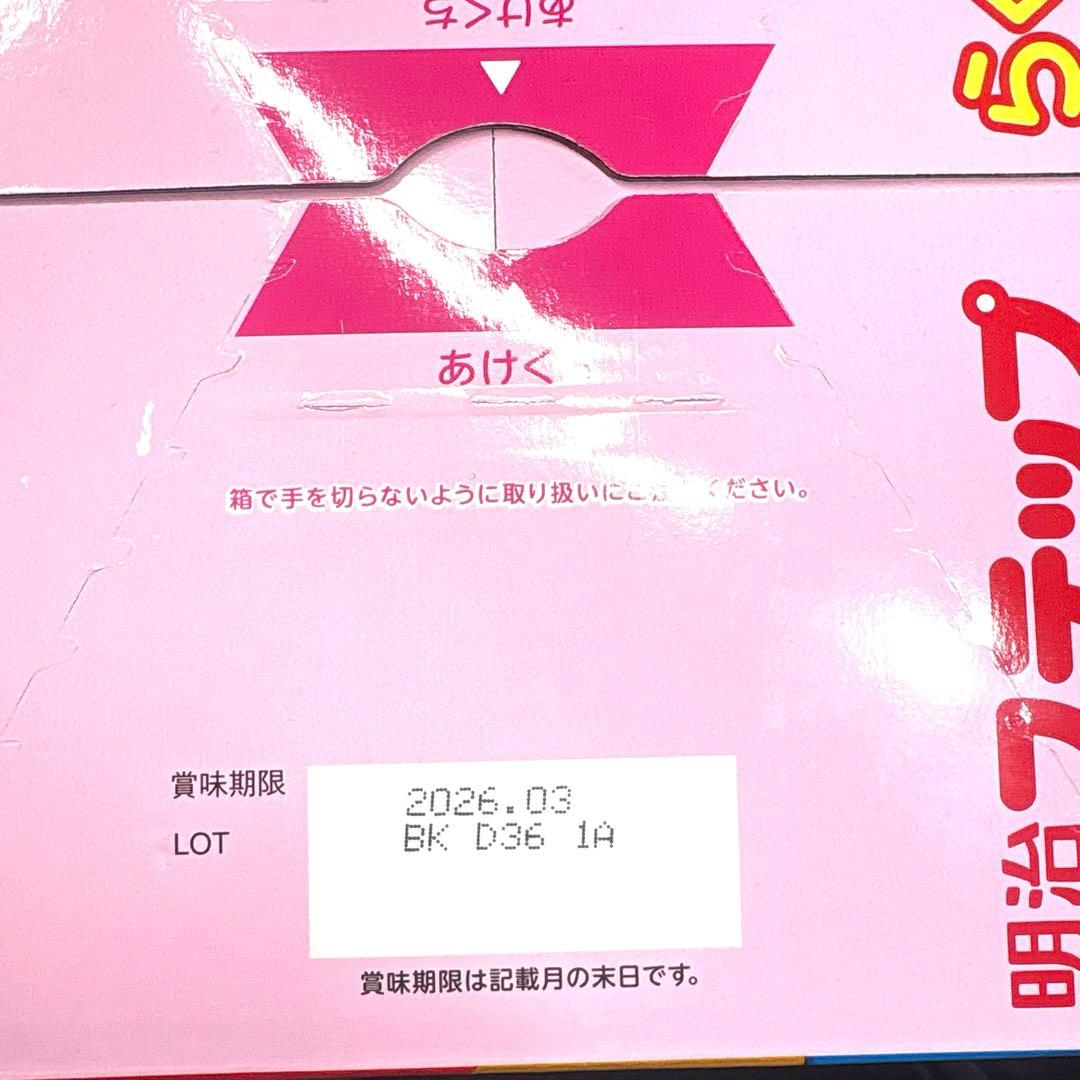 あけくち
らく
あけく
箱で手を切らないように取り扱いにご ください。
明治ステップ
賞味期限 2026.03
LOT BK D36 1A
賞味期限は記載月の末日です。